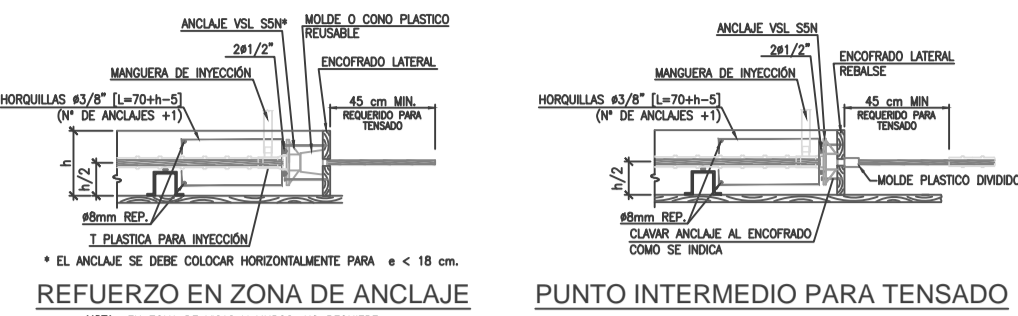 ANCLAJE VSL S5N*
MOLDE O CONO PLASTICO
REUSABLE
2ø1/2"
ENCOFRADO LATERAL
MANGUERA DE INYECCIÓN
HORQUILLAS ø3/8" [L=70+h-5]
(N° DE ANCLAJES +1)
45 cm MIN.
REQUERIDO PARA
TENSADO
h
h/2
ø8mm REP.
T PLASTICA PARA INYECCIÓN
* EL ANCLAJE SE DEBE COLOCAR HORIZONTALMENTE PARA e < 18 cm.
REFUERZO EN ZONA DE ANCLAJE
ANCLAJE VSL S5N
2ø1/2"
ENCOFRADO LATERAL
REBALSE
MANGUERA DE INYECCIÓN
HORQUILLAS ø3/8" [L=70+h-5]
(N° DE ANCLAJES +1)
45 cm MIN
REQUERIDO PARA
TENSADO
h/2
MOLDE PLASTICO DIVIDIDO
ø8mm REP.
CLAVAR ANCLAJE AL ENCOFRADO
COMO SE INDICA
PUNTO INTERMEDIO PARA TENSADO